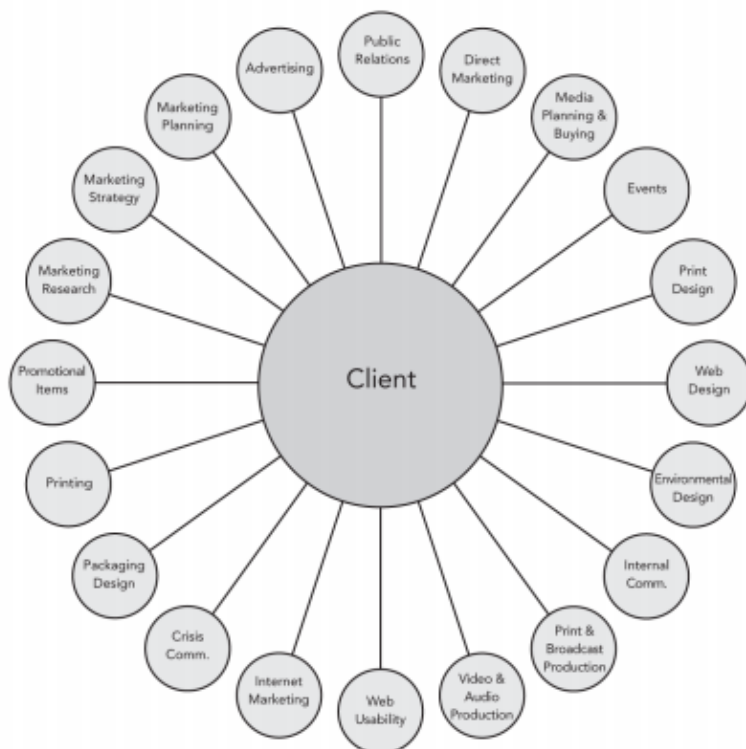 Public
Relations
Direct
Marketing
Media
Planning &
Buying
Events
Print
Design
Web
Design
Environmental
Design
Internal
Comm.
Print &
Broadcast
Production
Video &
Audio
Production
Web
Usability
Internet
Marketing
Crisis
Comm.
Packaging
Design
Printing
Promotional
Items
Marketing
Research
Marketing
Strategy
Marketing
Planning
Advertising
Client